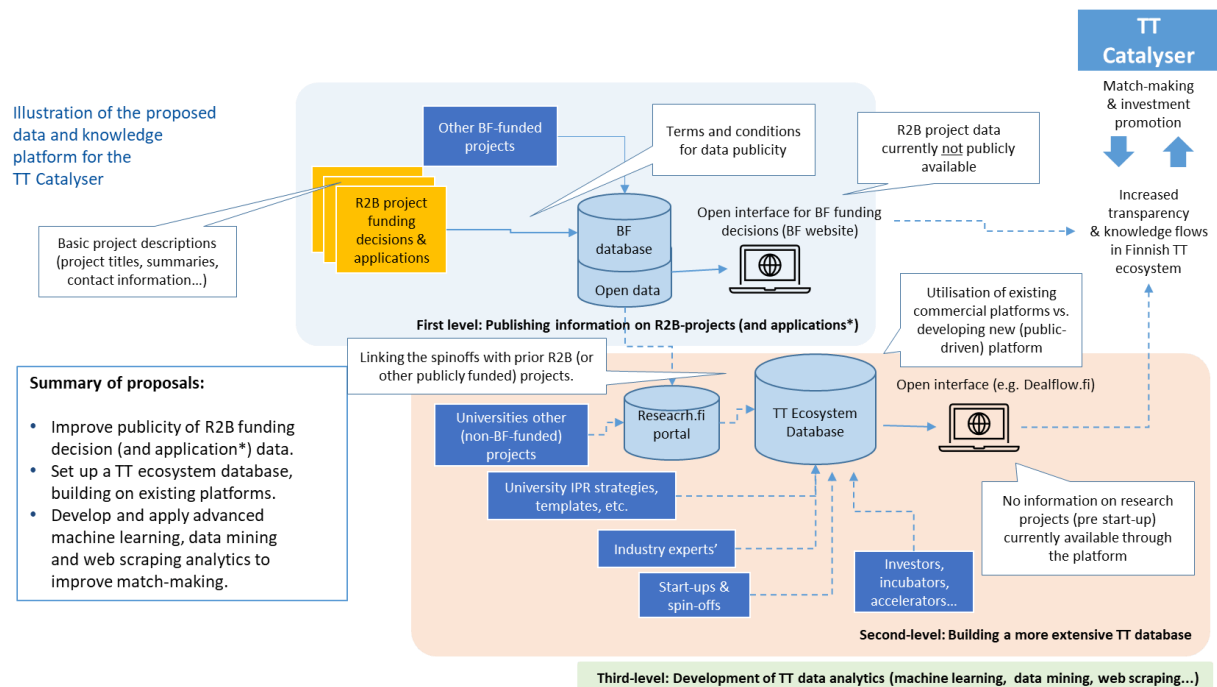 TT
Catalyser
Match-making
& investment
promotion
Illustration of the proposed
data and knowledge
platform for the
TT Catalyser
Other BF-funded
projects
Terms and conditions
for data publicity
R2B project data
currently not publicly
available
R2B project
funding
decisions &
applications
BF
database
Open data
Open interface for BF funding
decisions (BF website)
Increased
transparency
& knowledge flows
in Finnish TT
ecosystem
Basic project descriptions
(project titles, summaries,
contact information...)
First level: Publishing information on R2B-projects (and applications*)
Utilisation of existing
commercial platforms vs.
developing new (public-
driven) platform
Linking the spinoffs with prior R2B (or
other publicly funded) projects.
Summary of proposals:
• Improve publicity of R2B funding
decision (and application*) data.
• Set up a TT ecosystem database,
building on existing platforms.
• Develop and apply advanced
machine learning, data mining
and web scraping analytics to
improve match-making.
Universities other
(non-BF-funded)
projects
Researh.fi
portal
TT Ecosystem
Database
Open interface (e.g. Dealflow.fi)
University IPR strategies,
templates, etc.
No information on research
projects (pre start-up)
currently available through
the platform
Industry experts’
Start-ups &
spin-offs
Investors,
incubators,
accelerators...
Second-level: Building a more extensive TT database
Third-level: Development of TT data analytics (machine learning, data mining, web scraping...)